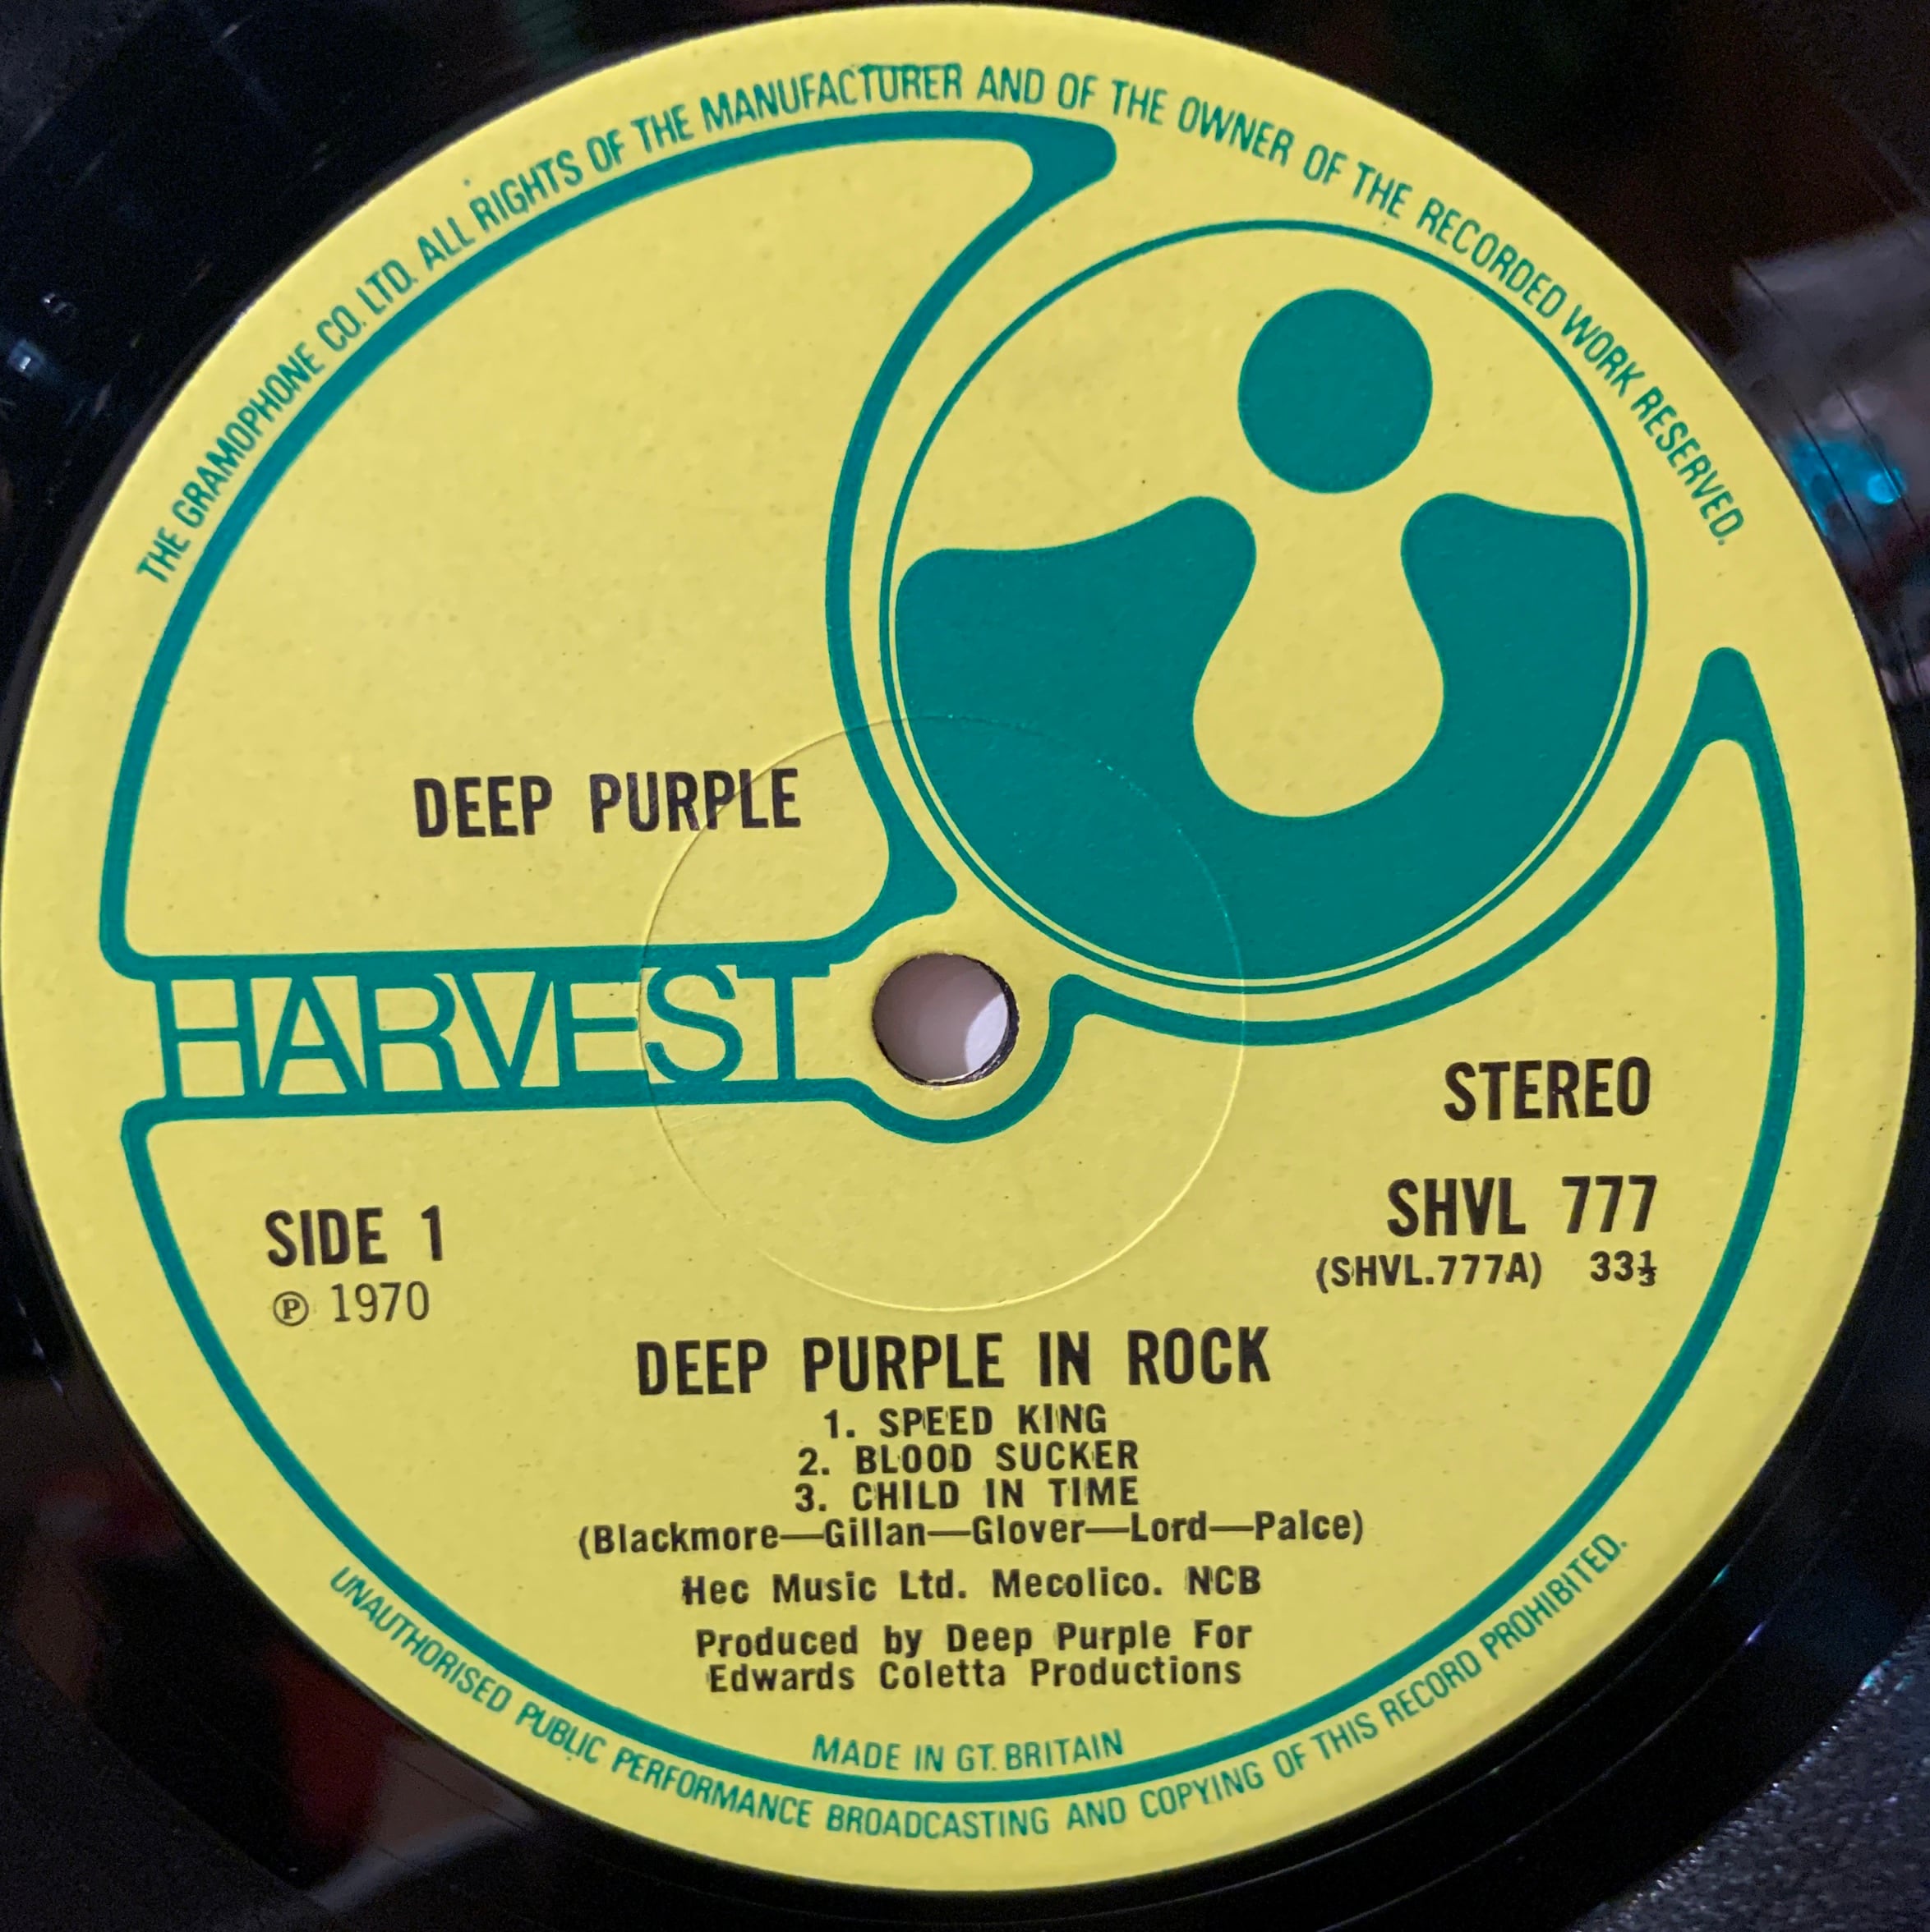 THE GRAMOPHONE CO. LTD. ALL RIGHTS OF THE MANUFACTURER AND OF THE OWNER OF THE RECORDED WORK RESERVED.
DEEP PURPLE
HARVEST
STEREO
SHVL 777
(SHVL.777A) 33⅓
SIDE 1
℗ 1970
DEEP PURPLE IN ROCK
1. SPEED KING
2. BLOOD SUCKER
3. CHILD IN TIME
(Blackmore—Gillan—Glover—Lord—Palce)
Hec Music Ltd. Mecolico. NCB
Produced by Deep Purple For
Edwards Coletta Productions
MADE IN GT. BRITAIN
UNAUTHORISED PUBLIC PERFORMANCE BROADCASTING AND COPYING OF THIS RECORD PROHIBITED.